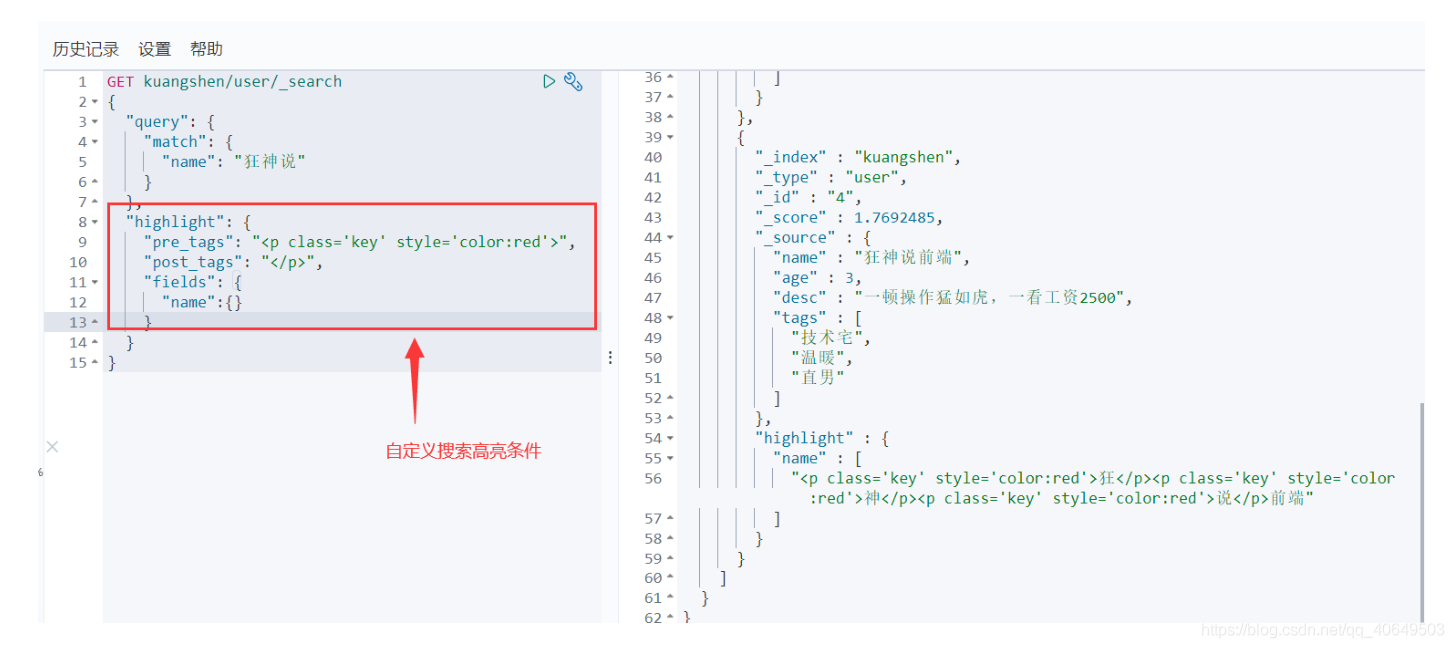 历史记录 设置 帮助
1 GET kuangshen/user/_search
2 {
3 "query": {
4 "match": {
5 "name": "狂神说"
6 }
7 },
8 "highlight": {
9 "pre_tags": "<p class='key' style='color:red'>",
10 "post_tags": "</p>",
11 "fields": {
12 "name":{}
13 }
14 }
15 }
自定义搜索高亮条件
36 ]
37 }
38 },
39 {
40 "_index" : "kuangshen",
41 "_type" : "user",
42 "_id" : "4",
43 "_score" : 1.7692485,
44 "_source" : {
45 "name" : "狂神说前端",
46 "age" : 3,
47 "desc" : "一顿操作猛如虎，一看工资2500",
48 "tags" : [
49 "技术宅",
50 "温暖",
51 "直男"
52 ]
53 },
54 "highlight" : {
55 "name" : [
56 "<p class='key' style='color:red'>狂</p><p class='key' style='color
:red'>神</p><p class='key' style='color:red'>说</p>前端"
57 ]
58 }
59 }
60 ]
61 }
62 }
https://blog.csdn.net/qq_40649503